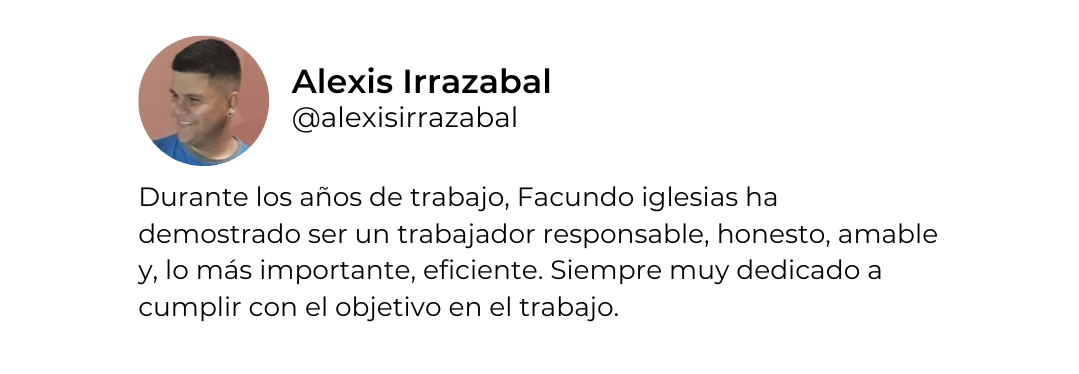 Alexis Irrazabal
@alexisirrazabal
Durante los años de trabajo, Facundo iglesias ha
demostrado ser un trabajador responsable, honesto, amable
y, lo más importante, eficiente. Siempre muy dedicado a
cumplir con el objetivo en el trabajo.